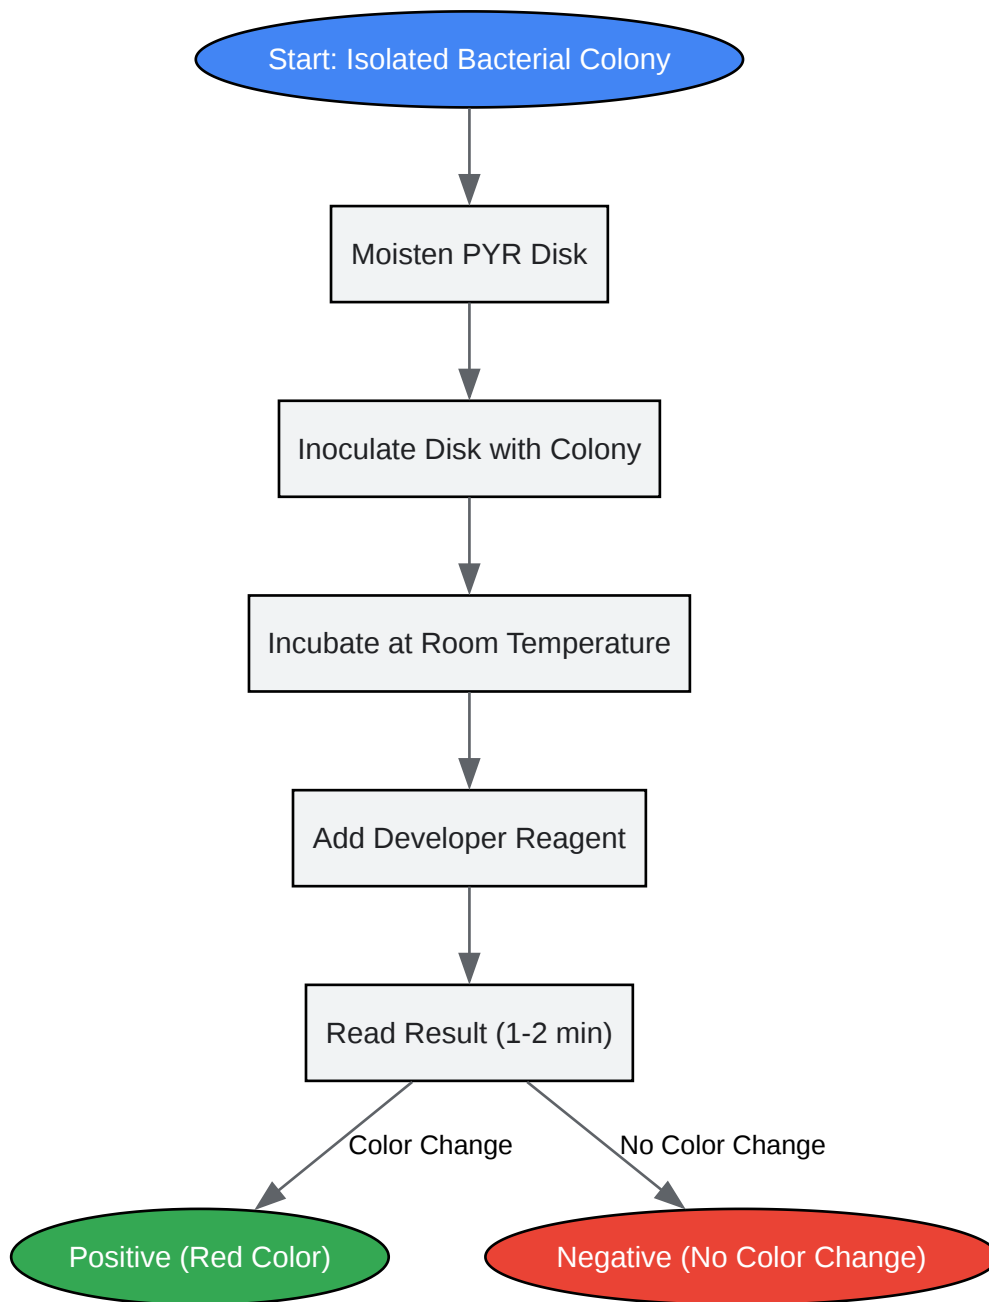 Start: Isolated Bacterial Colony
Moisten PYR Disk
Inoculate Disk with Colony
Incubate at Room Temperature
Add Developer Reagent
Read Result (1-2 min)
Color Change
No Color Change
Positive (Red Color)
Negative (No Color Change)